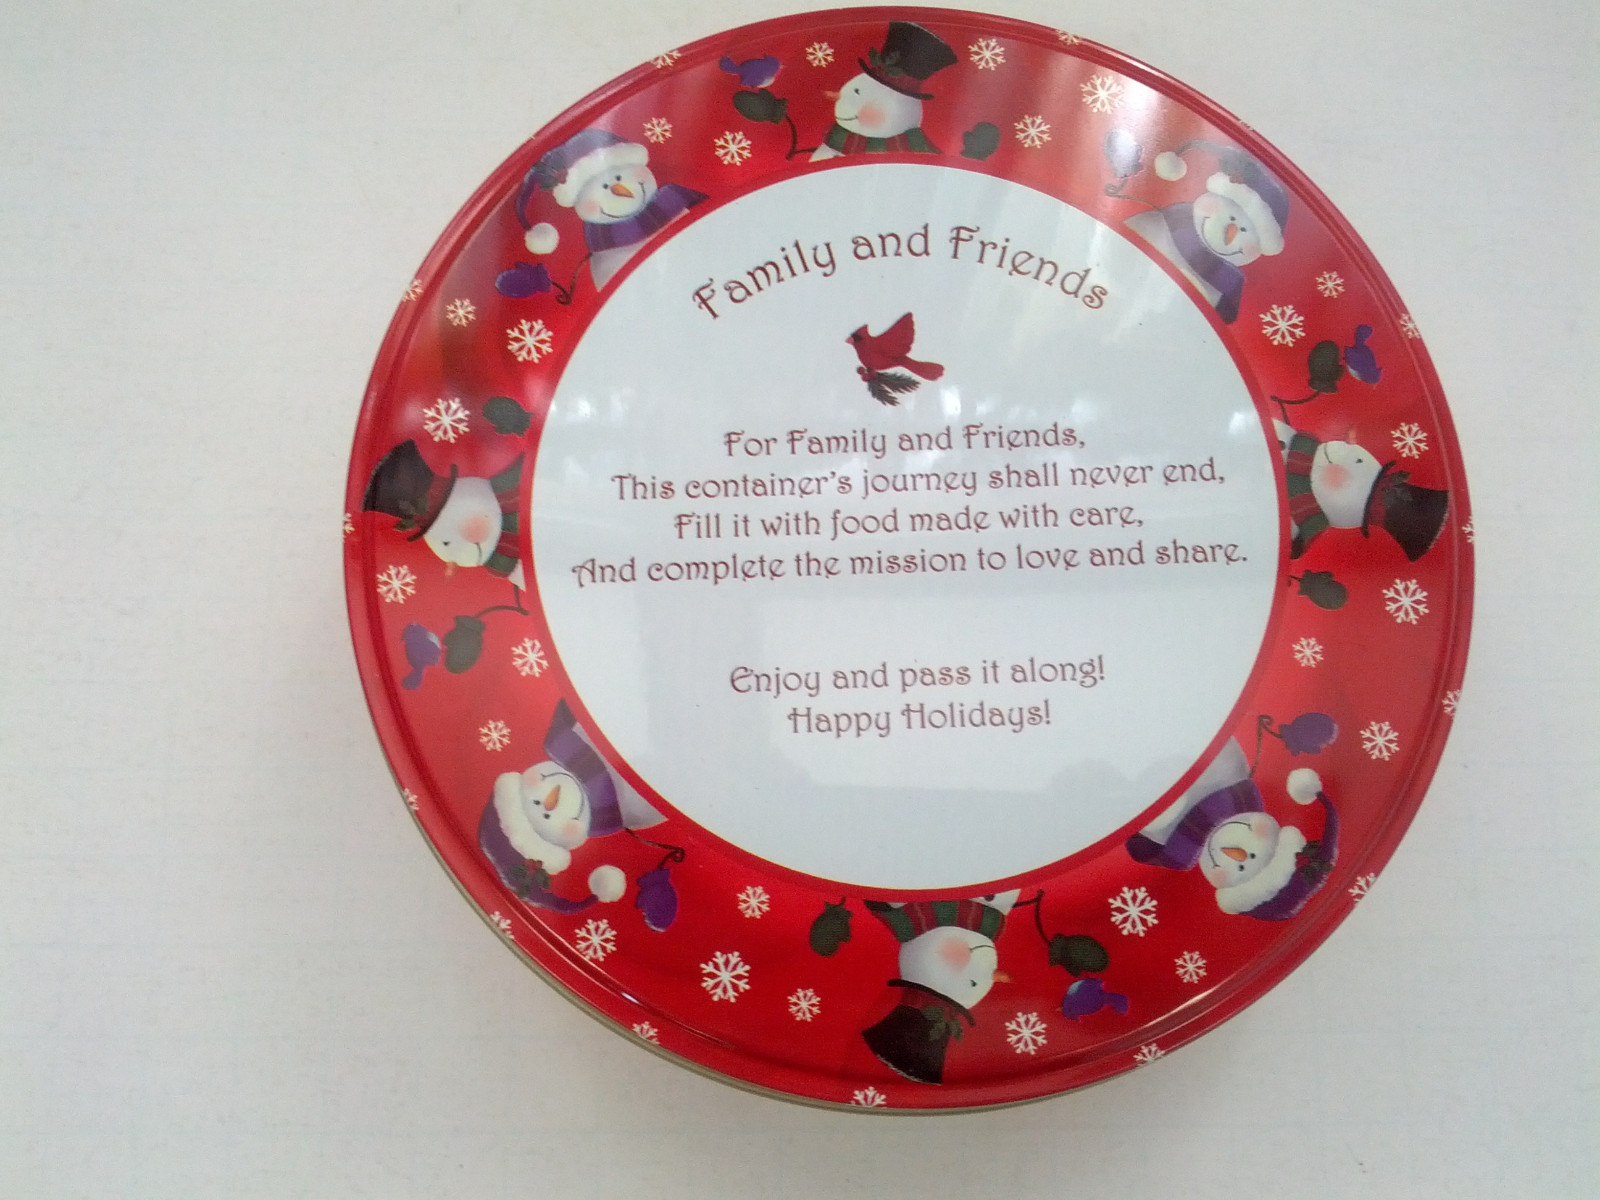 Family and Friends
For Family and Friends,
This container's journey shall never end,
Fill it with food made with care,
And complete the mission to love and share.
Enjoy and pass it along!
Happy Holidays!